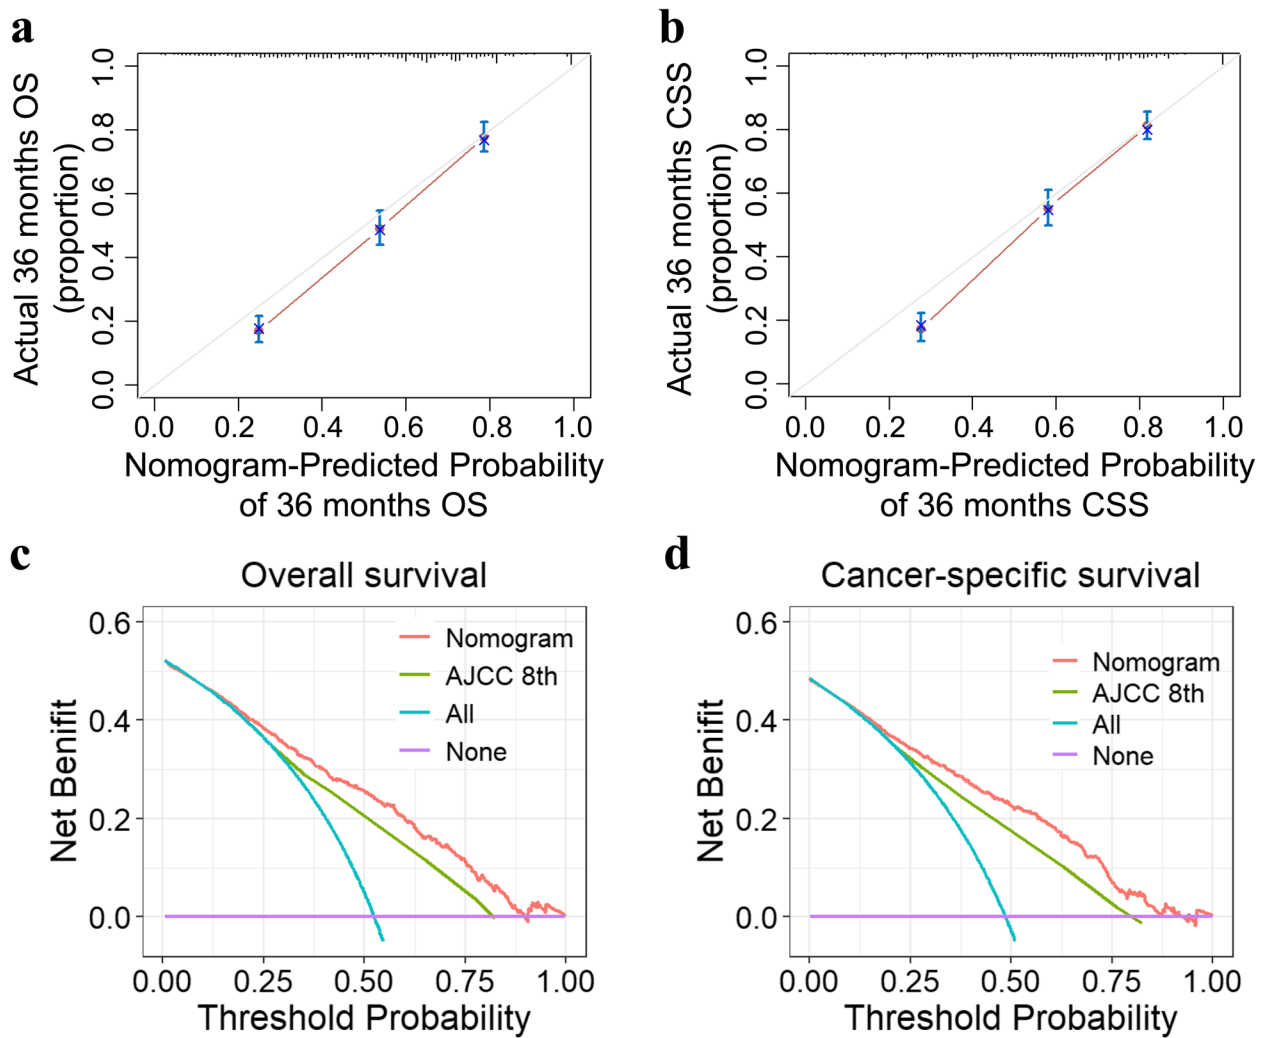 a
Actual 36 months OS
(proportion)
1.0
0.8
0.6
0.4
0.2
0.0
0.0 0.2 0.4 0.6 0.8 1.0
Nomogram-Predicted Probability
of 36 months OS
b
Actual 36 months CSS
(proportion)
1.0
0.8
0.6
0.4
0.2
0.0
0.0 0.2 0.4 0.6 0.8 1.0
Nomogram-Predicted Probability
of 36 months CSS
c
Overall survival
Net Benifit
0.6
0.4
0.2
0.0
Nomogram
AJCC 8th
All
None
0.00 0.25 0.50 0.75 1.00
Threshold Probability
d
Cancer-specific survival
Net Benifit
0.6
0.4
0.2
0.0
Nomogram
AJCC 8th
All
None
0.00 0.25 0.50 0.75 1.00
Threshold Probability